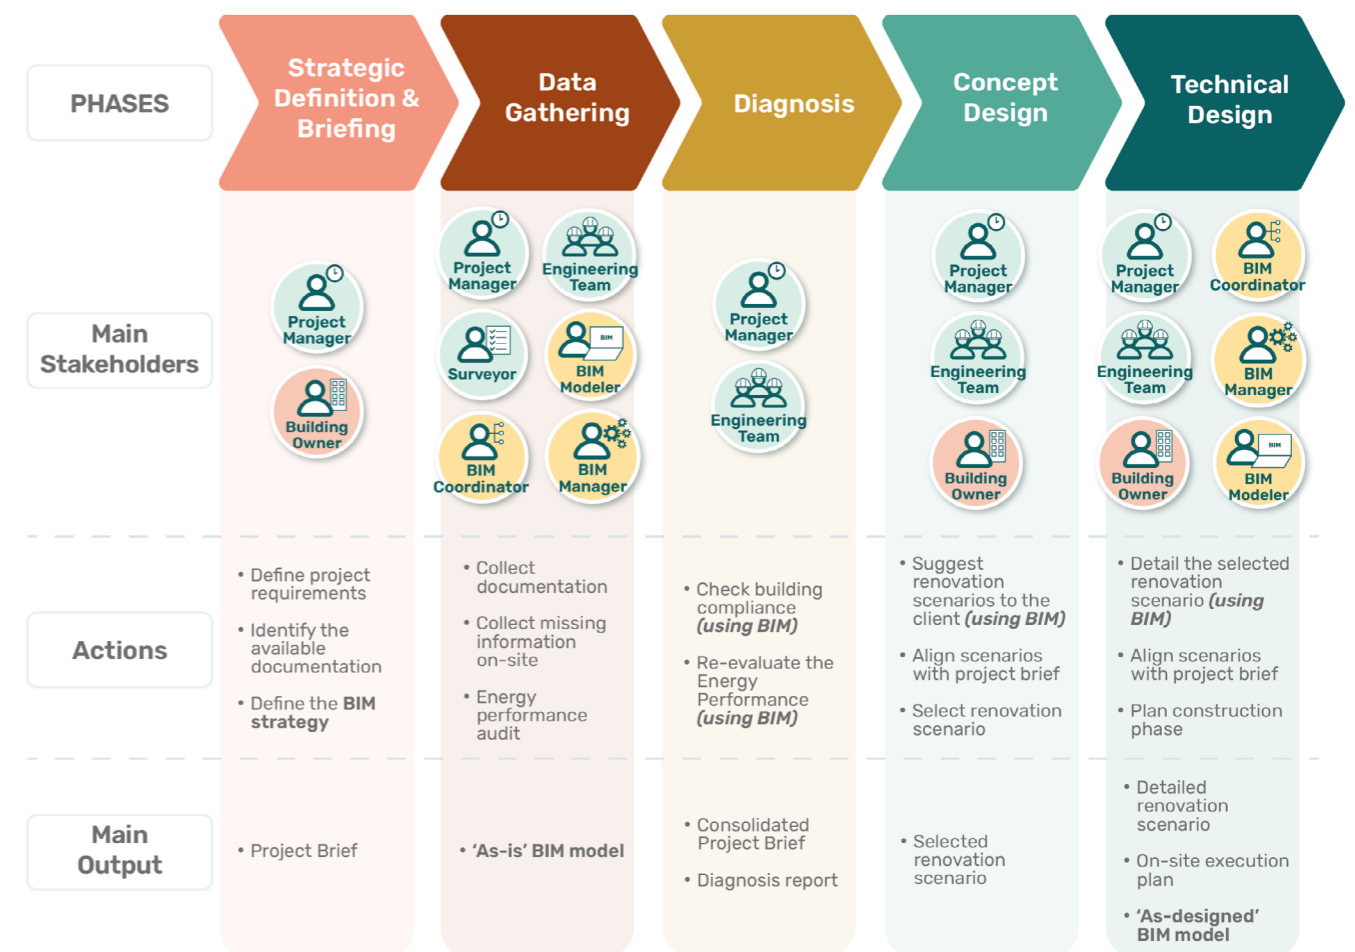 PHASES
Strategic
Definition &
Briefing
Data
Gathering
Diagnosis
Concept
Design
Technical
Design
Main
Stakeholders
Project
Manager
Building
Owner
Project
Manager
Engineering
Team
Surveyor
BIM
BIM
Modeler
BIM
Coordinator
BIM
Manager
Project
Manager
Engineering
Team
Project
Manager
Engineering
Team
Building
Owner
Project
Manager
BIM
Coordinator
Engineering
Team
BIM
Manager
Building
Owner
BIM
BIM
Modeler
Actions
• Define project
requirements
• Identify the
available
documentation
• Define the BIM
strategy
• Collect
documentation
• Collect missing
information
on-site
• Energy
performance
audit
• Check building
compliance
(using BIM)
• Re-evaluate the
Energy
Performance
(using BIM)
• Suggest
renovation
scenarios to the
client (using BIM)
• Align scenarios
with project brief
• Select renovation
scenario
• Detail the selected
renovation
scenario (using
BIM)
• Align scenarios
with project brief
• Plan construction
phase
Main
Output
• Project Brief
• ‘As-is’ BIM model
• Consolidated
Project Brief
• Diagnosis report
• Selected
renovation
scenario
• Detailed
renovation
scenario
• On-site execution
plan
• ‘As-designed’
BIM model